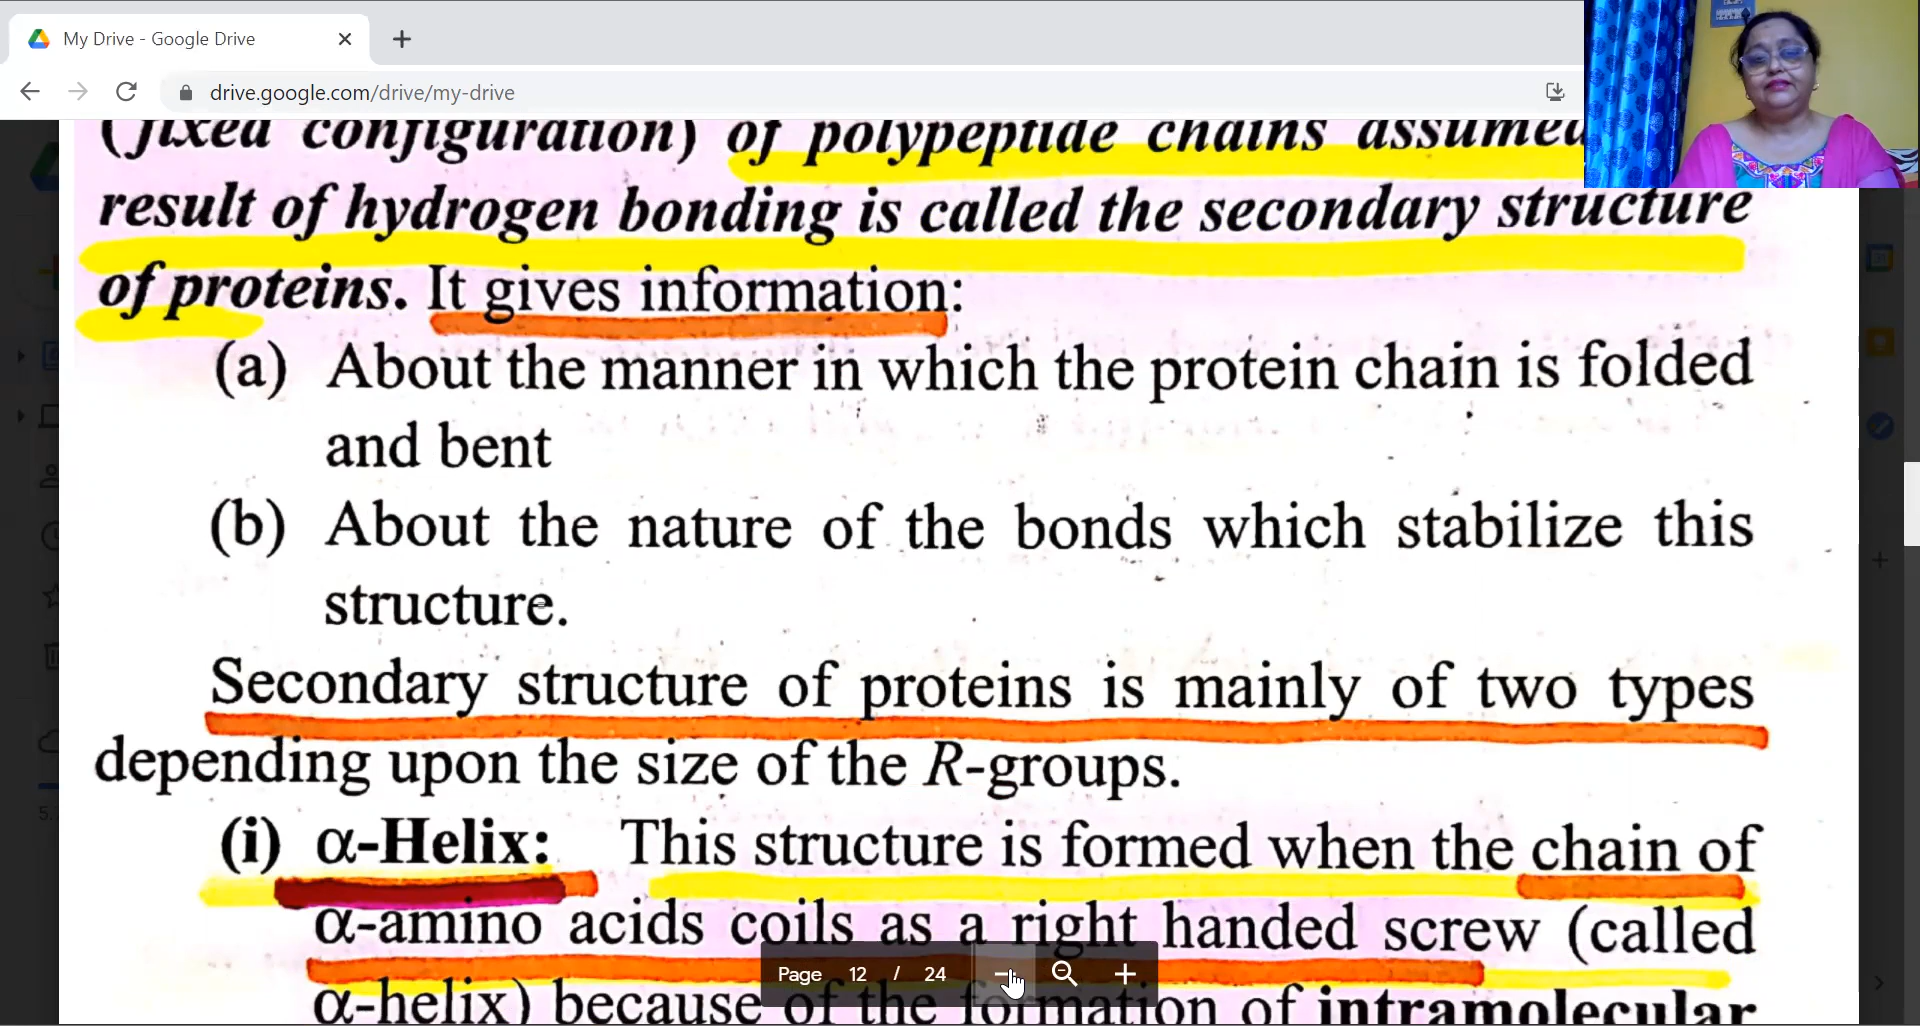 My Drive - Google Drive
drive.google.com/drive/my-drive
(fixed configuration) of polypeptide chains assumed
result of hydrogen bonding is called the secondary structure
of proteins. It gives information:
(a) About the manner in which the protein chain is folded
and bent
(b) About the nature of the bonds which stabilize this
structure.
Secondary structure of proteins is mainly of two types
depending upon the size of the R-groups.
(i) α-Helix: This structure is formed when the chain of
α-amino acids coils as a right handed screw (called
α-helix) because of the formation of intramolecular
Page 12 / 24
5.